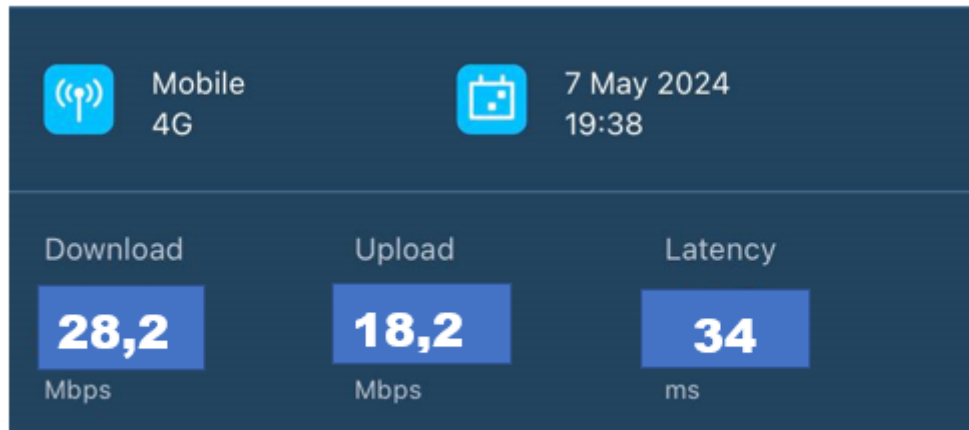 Mobile
4G
7 May 2024
19:38
Download
Upload
Latency
28,2
18,2
34
Mbps
Mbps
ms